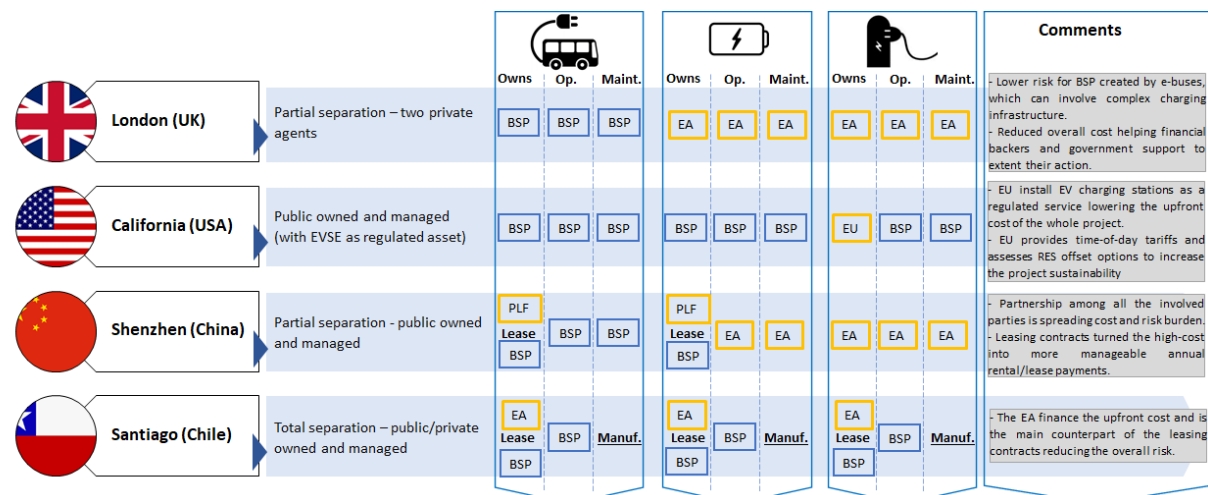 Comments
Owns Op. Maint. Owns Op. Maint. Owns Op. Maint.
London (UK)
Partial separation – two private
agents
BSP BSP BSP EA EA EA EA EA EA
- Lower risk for BSP created by e-buses,
which can involve complex charging
infrastructure.
- Reduced overall cost helping financial
backers and government support to
extent their action.
California (USA)
Public owned and managed
(with EVSE as regulated asset)
BSP BSP BSP BSP BSP BSP EU BSP BSP
- EU install EV charging stations as a
regulated service lowering the upfront
cost of the whole project.
- EU provides time-of-day tariffs and
assesses RES offset options to increase
the project sustainability
Shenzhen (China)
Partial separation - public owned
and managed
PLF PLF
Lease BSP BSP Lease EA EA EA EA EA
BSP BSP
- Partnership among all the involved
parties is spreading cost and risk burden.
- Leasing contracts turned the high-cost
into more manageable annual
rental/lease payments.
Santiago (Chile)
Total separation – public/private
owned and managed
EA EA EA
Lease BSP Manuf. Lease BSP Manuf. Lease BSP Manuf.
BSP BSP BSP
- The EA finance the upfront cost and is
the main counterpart of the leasing
contracts reducing the overall risk.